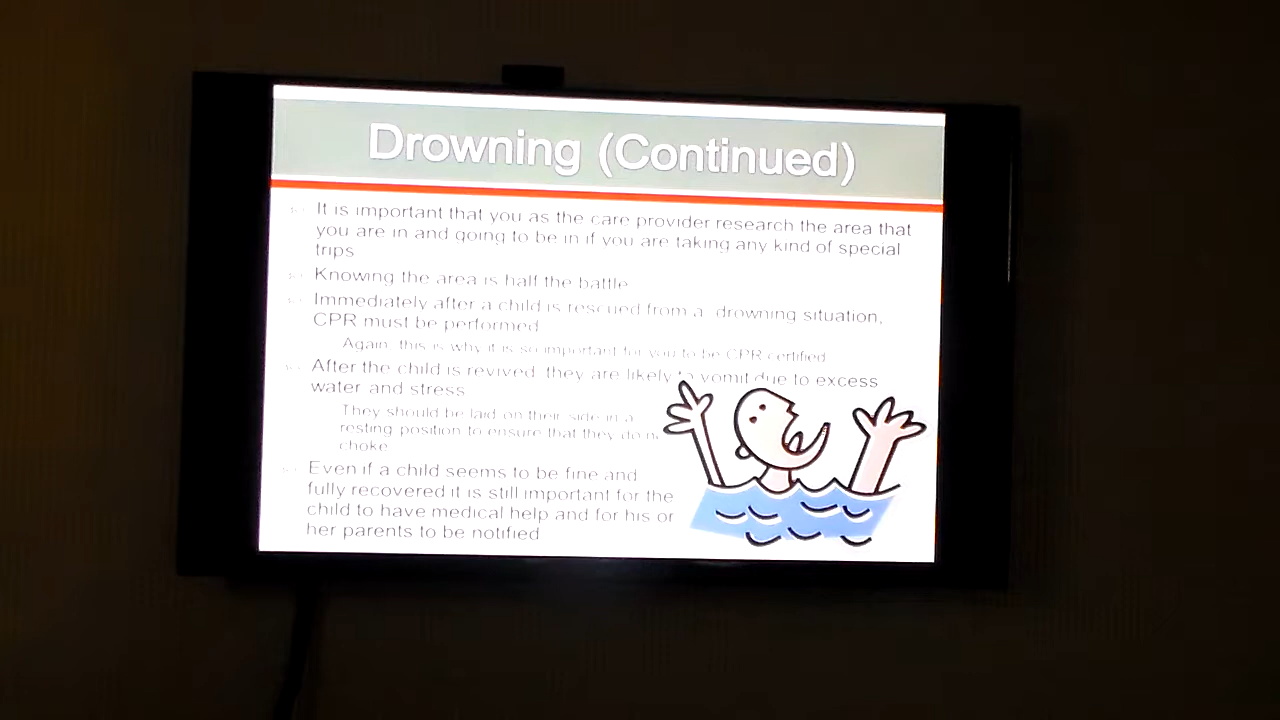 Drowning (Continued)
It is important that you as the care provider research the area that
you are in and going to be in if you are taking any kind of special
trips
Knowing the area is half the battle
Immediately after a child is rescued from a drowning situation,
CPR must be performed
Again, this is why it is so important for you to be CPR certified
After the child is revived, they are likely to vomit due to excess
water and stress
They should be laid on their side in a
resting position to ensure that they do
choke
Even if a child seems to be fine and
fully recovered it is still important for the
child to have medical help and for his or
her parents to be notified